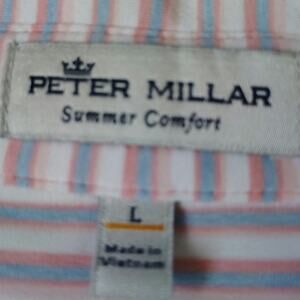 PETER MILLAR
Summer Comfort
L
Made in
Vietnam